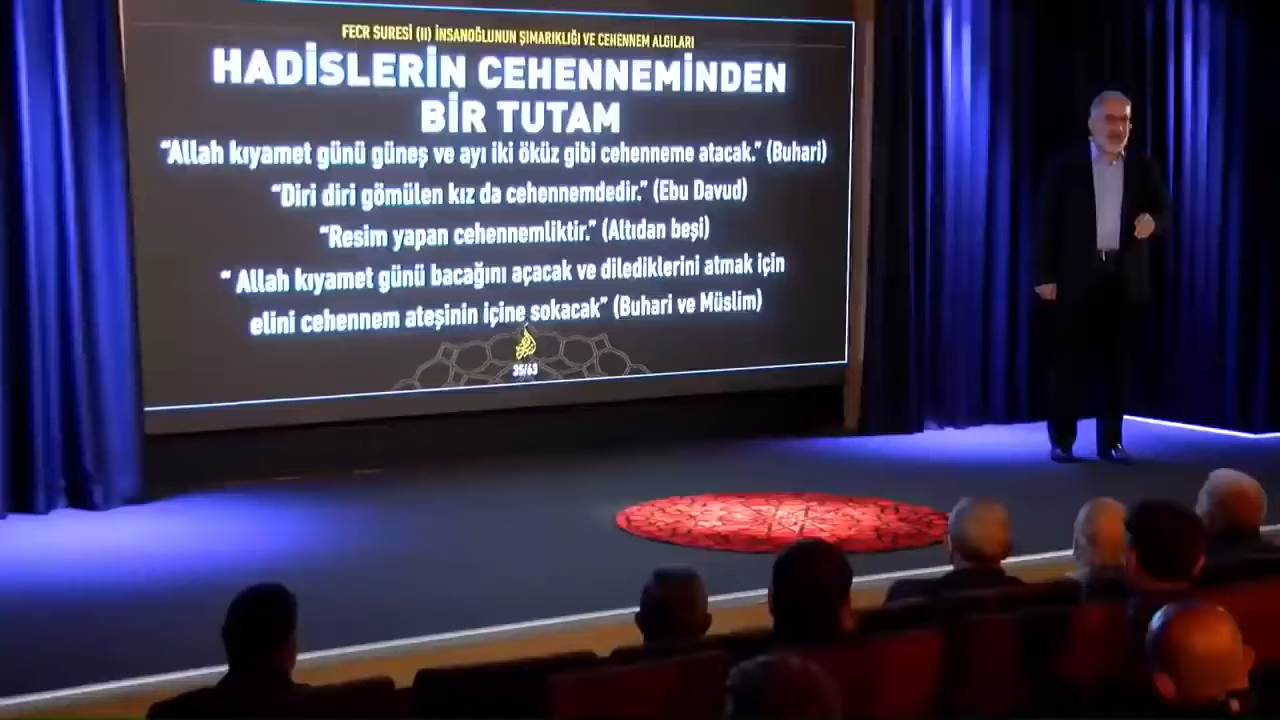 FECR SURESİ (II) İNSANOĞLUNUN ŞIMARIKLIĞI VE CEHENNEM ALGILARI
HADİSLERİN CEHENNEMİNDEN
BİR TUTAM
“Allah kıyamet günü güneş ve ayı iki öküz gibi cehenneme atacak.” (Buhari)
“Diri diri gömülen kız da cehennemdedir.” (Ebu Davud)
“Resim yapan cehennemliktir.” (Altıdan beşi)
“ Allah kıyamet günü bacağını açacak ve dilediklerini atmak için
elini cehennem ateşinin içine sokacak” (Buhari ve Müslim)
35/63